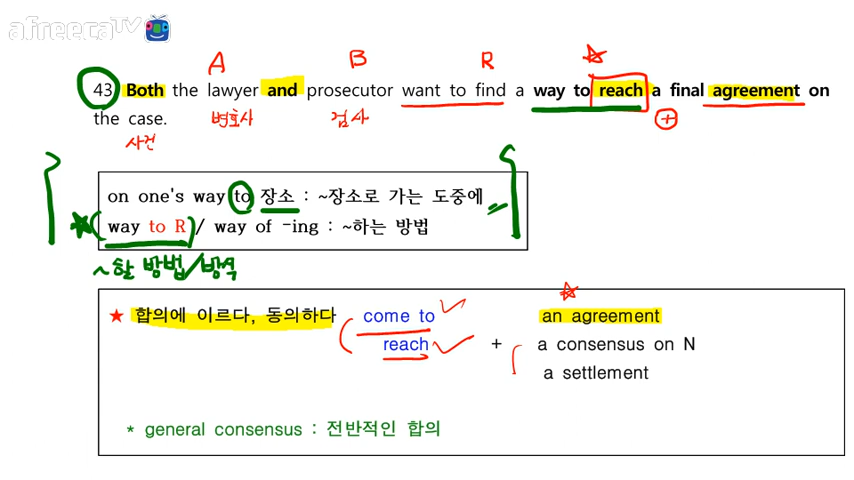 afreecaTV
A B R
43 Both the lawyer and prosecutor want to find a way to reach a final agreement on
the case.
사건 변호사 검사 +
on one's way to 장소 : ~장소로 가는 도중에
way to R / way of -ing : ~하는 방법
~할 방법/방식
★ 합의에 이르다, 동의하다 come to an agreement
reach + a consensus on N
a settlement
* general consensus : 전반적인 합의